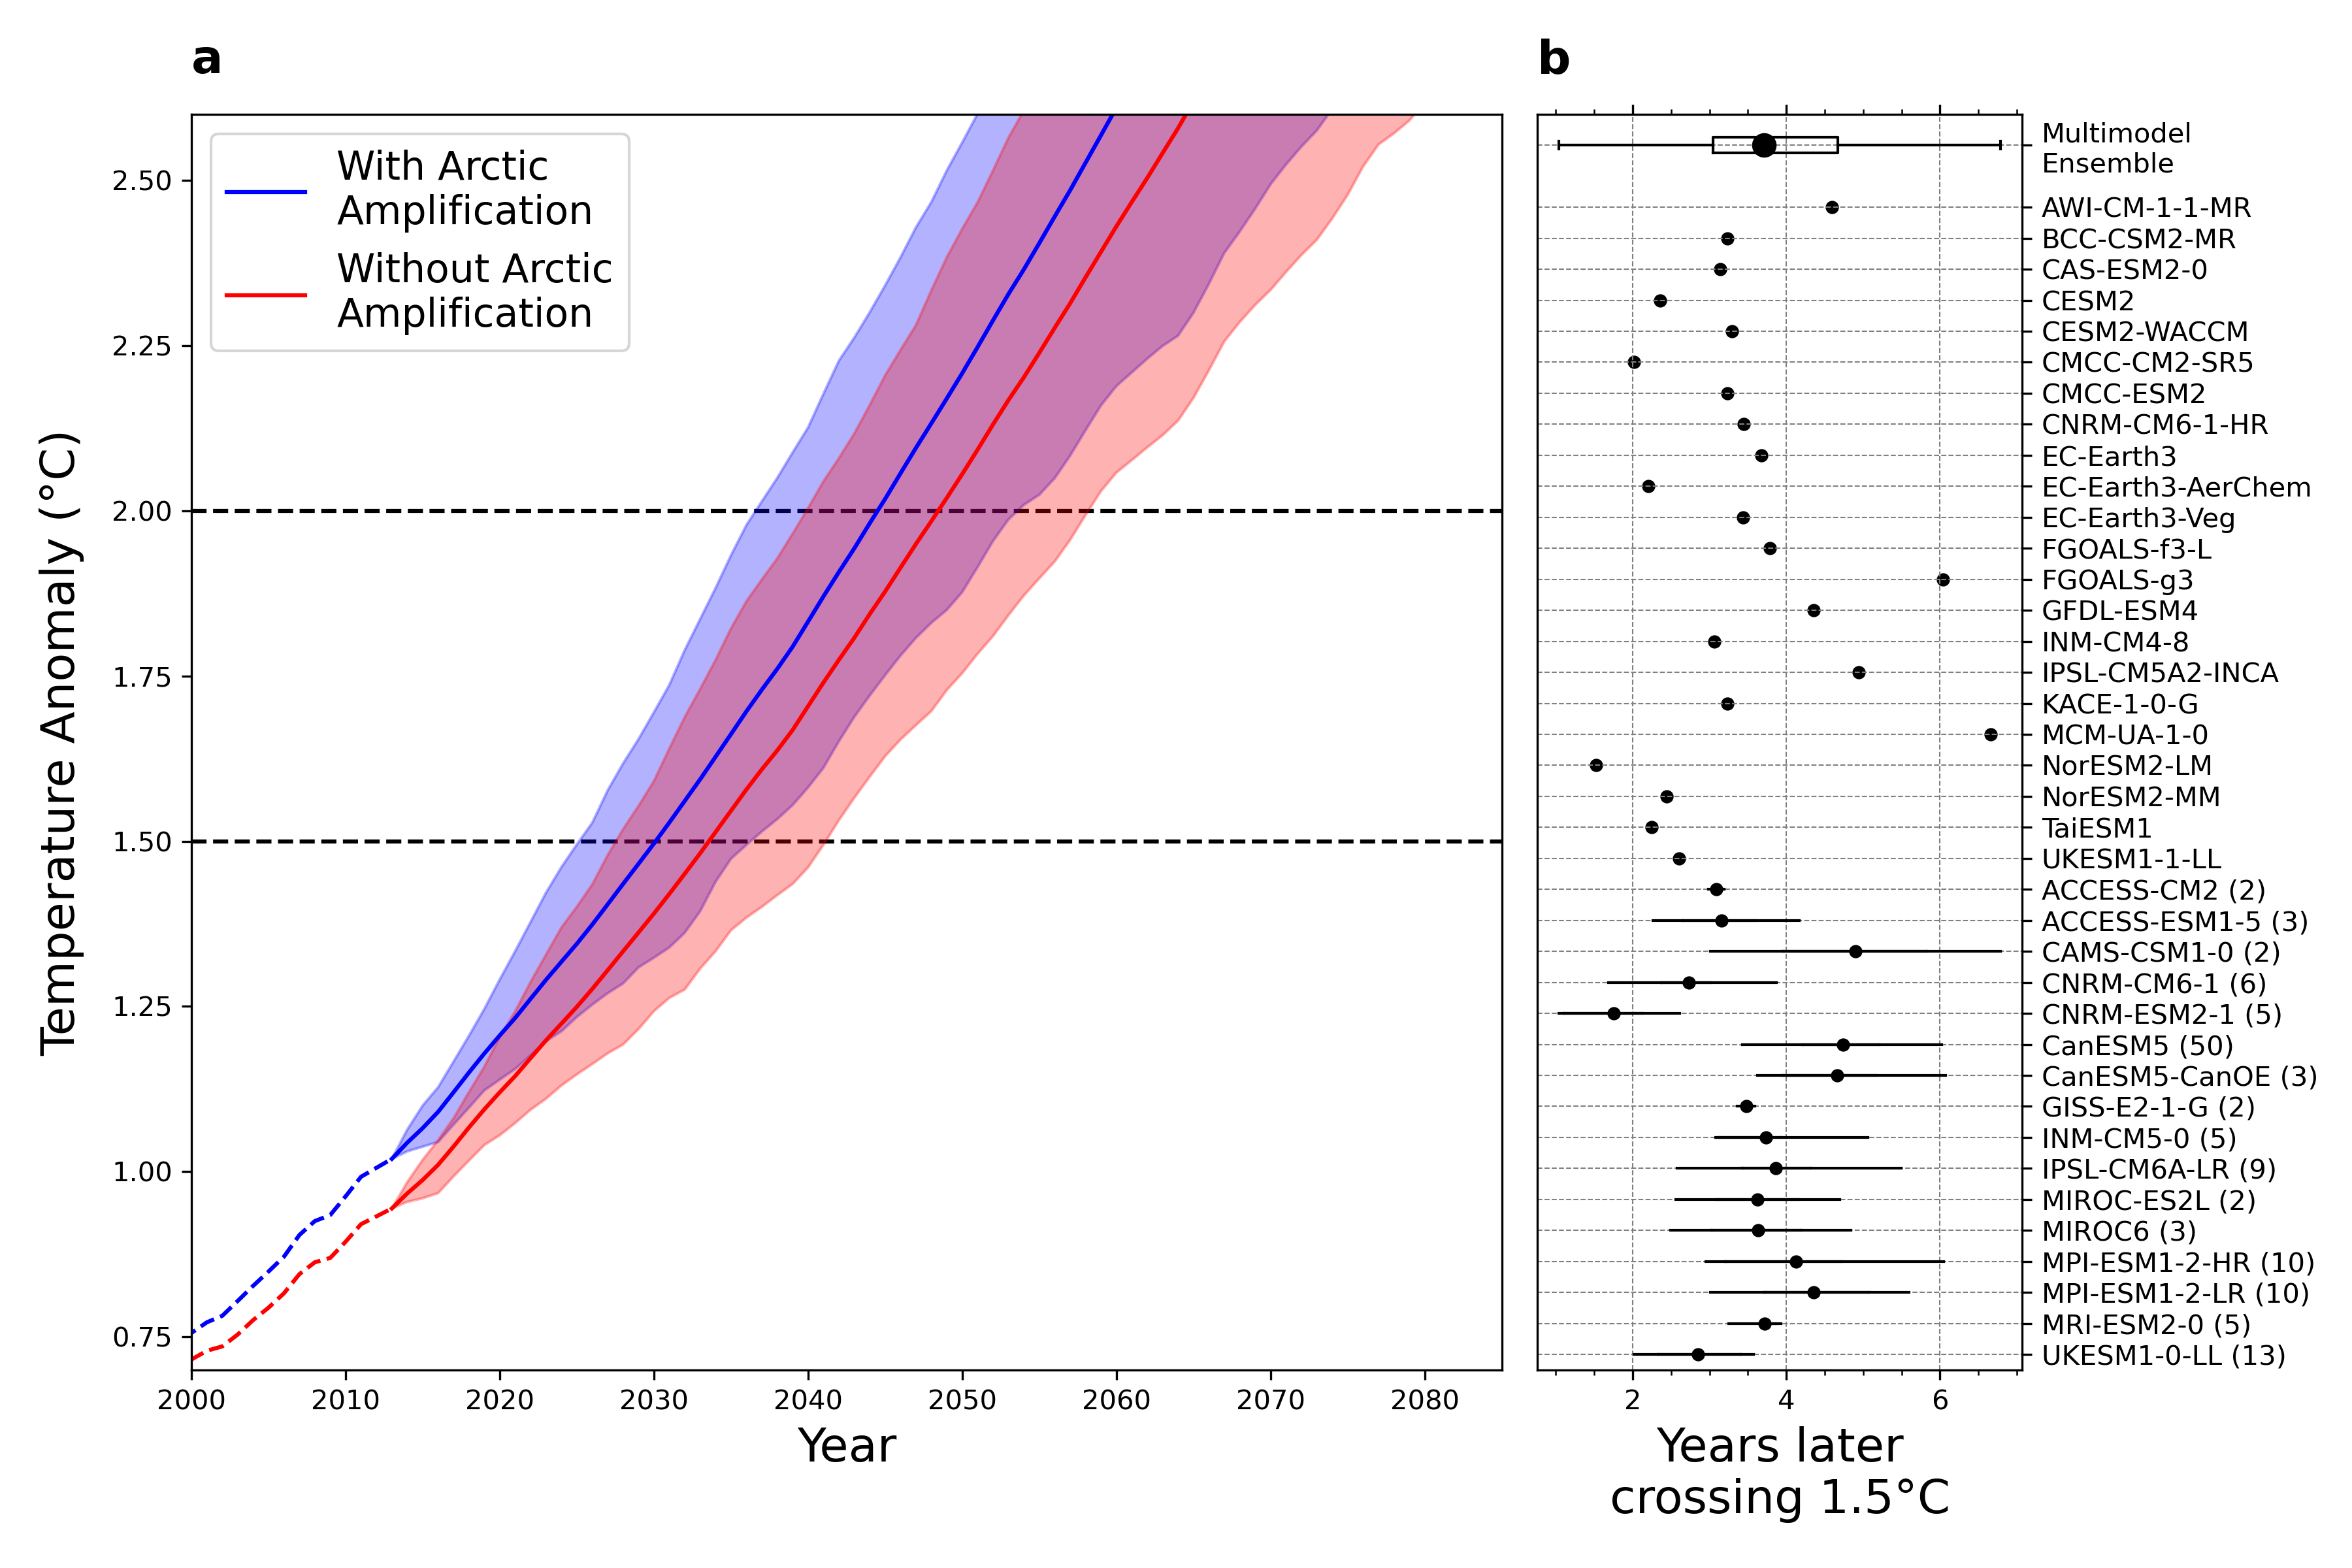 a
With Arctic
Amplification
Without Arctic
Amplification
2.50
2.25
2.00
1.75
1.50
1.25
1.00
0.75
Temperature Anomaly (°C)
2000 2010 2020 2030 2040 2050 2060 2070 2080
Year
b
Multimodel
Ensemble
AWI-CM-1-1-MR
BCC-CSM2-MR
CAS-ESM2-0
CESM2
CESM2-WACCM
CMCC-CM2-SR5
CMCC-ESM2
CNRM-CM6-1-HR
EC-Earth3
EC-Earth3-AerChem
EC-Earth3-Veg
FGOALS-f3-L
FGOALS-g3
GFDL-ESM4
INM-CM4-8
IPSL-CM5A2-INCA
KACE-1-0-G
MCM-UA-1-0
NorESM2-LM
NorESM2-MM
TaiESM1
UKESM1-1-LL
ACCESS-CM2 (2)
ACCESS-ESM1-5 (3)
CAMS-CSM1-0 (2)
CNRM-CM6-1 (6)
CNRM-ESM2-1 (5)
CanESM5 (50)
CanESM5-CanOE (3)
GISS-E2-1-G (2)
INM-CM5-0 (5)
IPSL-CM6A-LR (9)
MIROC-ES2L (2)
MIROC6 (3)
MPI-ESM1-2-HR (10)
MPI-ESM1-2-LR (10)
MRI-ESM2-0 (5)
UKESM1-0-LL (13)
2 4 6
Years later
crossing 1.5°C